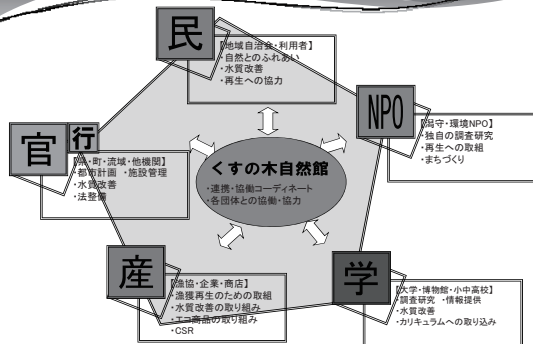 民
【地域自治会・利用者】
・自然とのふれあい
・水質改善
・再生への協力
NPO
【潟守・環境NPO】
・独自の調査研究
・再生への取組
・まちづくり
官
行
・町・流域・他機関】
・都市計画 ・施設管理
・水質改善
・法整備
くすの木自然館
・連携・協働コーディネート
・各団体との協働・協力
産
【漁協・企業・商店】
・漁獲再生のための取組
・水質改善の取り組み
・エコ商品の取り組み
・CSR
学
【大学・博物館・小中高校】
・調査研究 ・情報提供
・水質改善
・カリキュラムへの取り込み